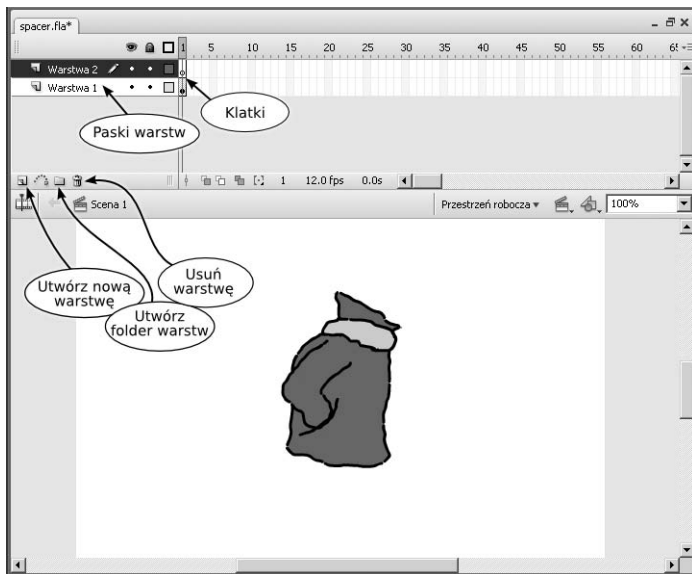 spacer.fla*
1 5 10 15 20 25 30 35 40 45 50 55 60 65
Warstwa 2
Warstwa 1
Klatki
Paski warstw
1 12.0 fps 0.0s
Scena 1 Przestrzeń robocza 100%
Utwórz nową
warstwę
Utwórz
folder warstw
Usuń
warstwę